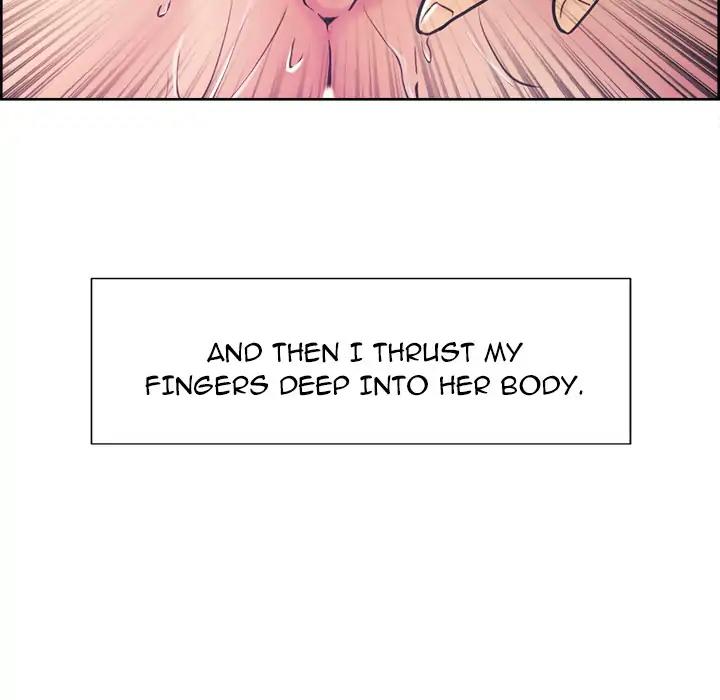 AND THEN I THRUST MY
FINGERS DEEP INTO HER BODY.